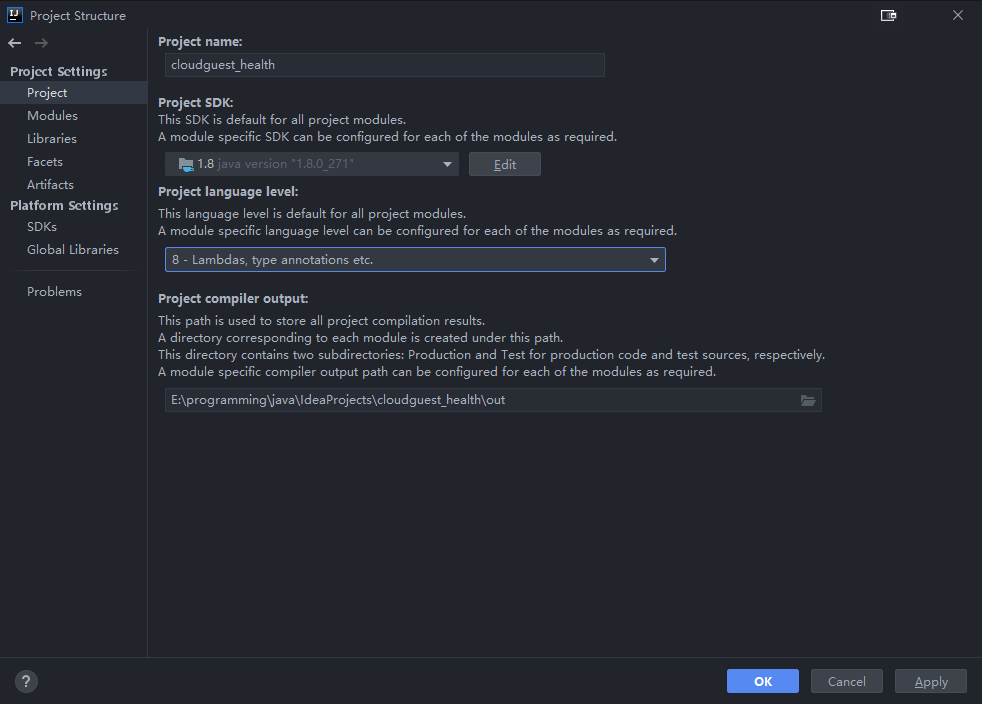 IJ
Project Structure
Project Settings
Project
Modules
Libraries
Facets
Artifacts
Platform Settings
SDKs
Global Libraries
Problems
Project name:
cloudguest_health
Project SDK:
This SDK is default for all project modules.
A module specific SDK can be configured for each of the modules as required.
1.8 java version "1.8.0_271"
Edit
Project language level:
This language level is default for all project modules.
A module specific language level can be configured for each of the modules as required.
8 - Lambdas, type annotations etc.
Project compiler output:
This path is used to store all project compilation results.
A directory corresponding to each module is created under this path.
This directory contains two subdirectories: Production and Test for production code and test sources, respectively.
A module specific compiler output path can be configured for each of the modules as required.
E:\programming\java\IdeaProjects\cloudguest_health\out
?
OK
Cancel
Apply